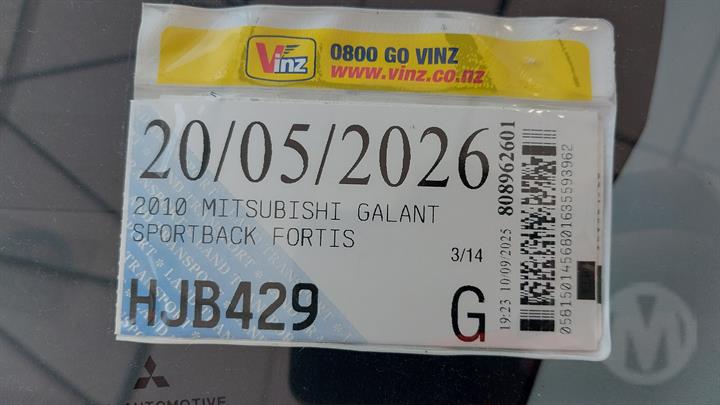 Vinz
0800 GO VINZ
www.vinz.co.nz
20/05/2026
2010 MITSUBISHI GALANT
SPORTBACK FORTIS
3/14
HJB429
G
19:23 10/09/2025 808962601
AUTOMOTIVE
M